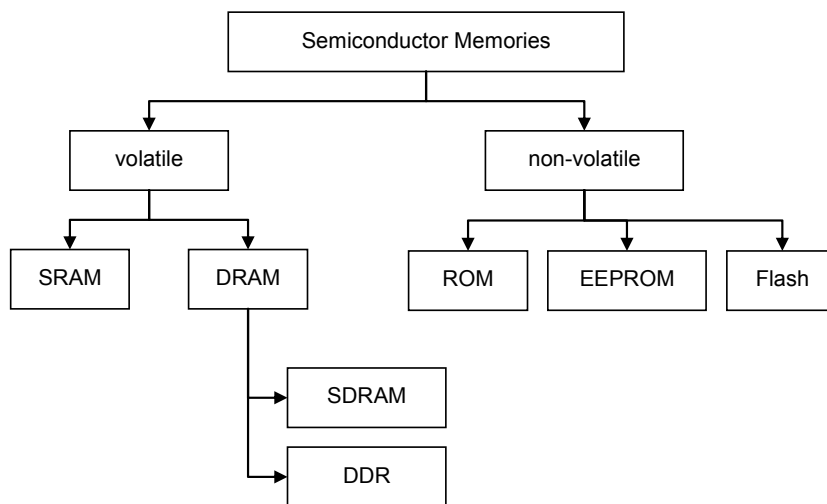 Semiconductor Memories
volatile
non-volatile
SRAM
DRAM
ROM
EEPROM
Flash
SDRAM
DDR